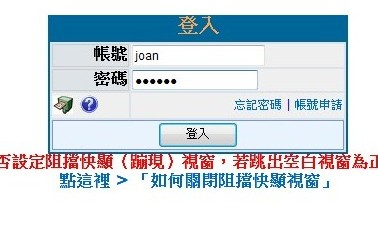 登入
帳號 joan
密碼 ••••••
忘記密碼 | 帳號申請
登入
否設定阻擋快顯（蹦現）視窗，若跳出空白視窗為正
點這裡 > 「如何關閉阻擋快顯視窗」